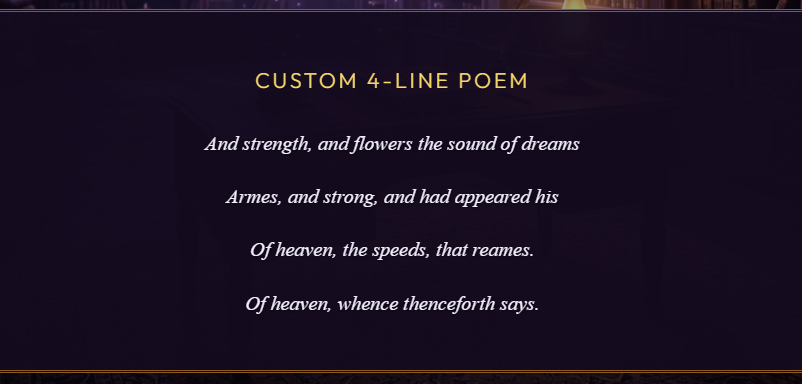 CUSTOM 4-LINE POEM
And strength, and flowers the sound of dreams
Armes, and strong, and had appeared his
Of heaven, the speeds, that reames.
Of heaven, whence thenceforth says.